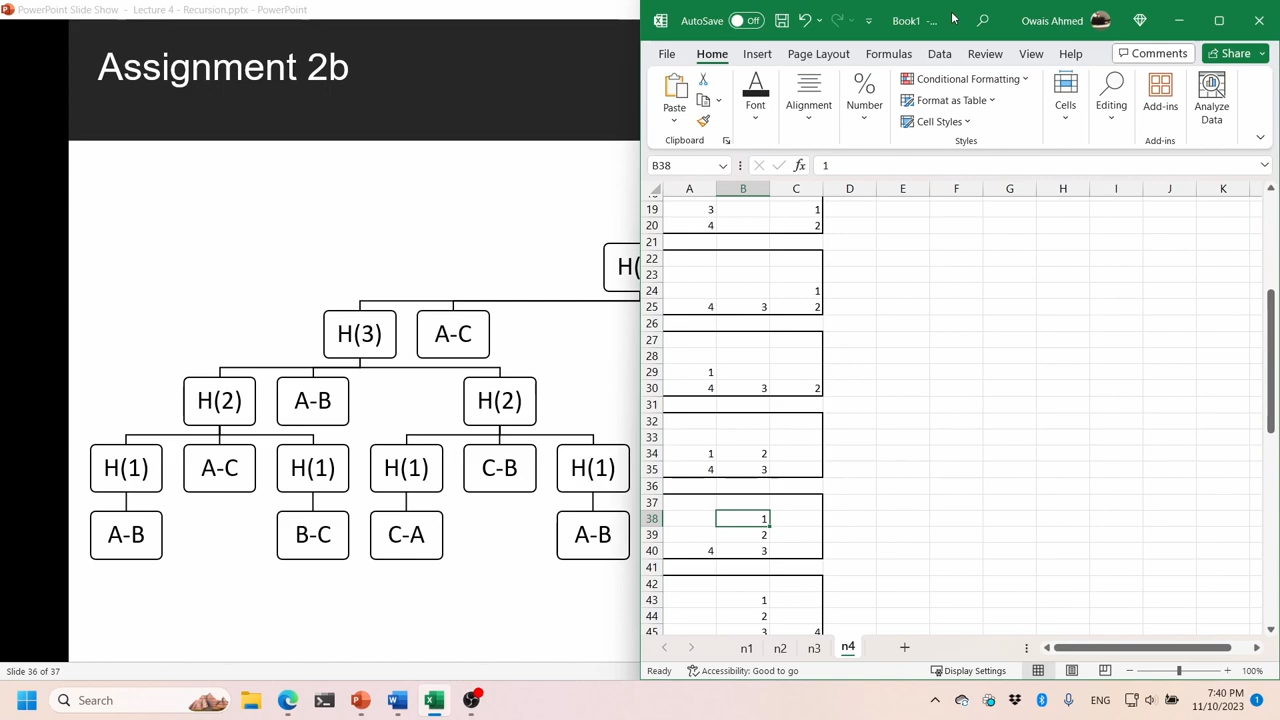 PowerPoint Slide Show - Lecture 4 - Recursion.pptx - PowerPoint
Assignment 2b
H(
H(3) A-C
H(2) A-B H(2)
H(1) A-C H(1) H(1) C-B H(1)
A-B B-C C-A A-B
Slide 36 of 37
AutoSave Off Book1 -... Owais Ahmed
File Home Insert Page Layout Formulas Data Review View Help Comments Share
Paste Font Alignment Number Conditional Formatting Cells Editing Add-ins Analyze Data
Format as Table
Cell Styles
Clipboard Styles Add-ins
B38 fx 1
A B C D E F G H I J K
19 3 1
20 4 2
21
22
23
24 1
25 4 3 2
26
27
28
29 1
30 4 3 2
31
32
33
34 1 2
35 4 3
36
37
38 1
39 2
40 4 3
41
42
43 1
44 2
45 3 4
n1 n2 n3 n4
Ready Accessibility: Good to go Display Settings 100%
Search ENG 7:40 PM
11/10/2023